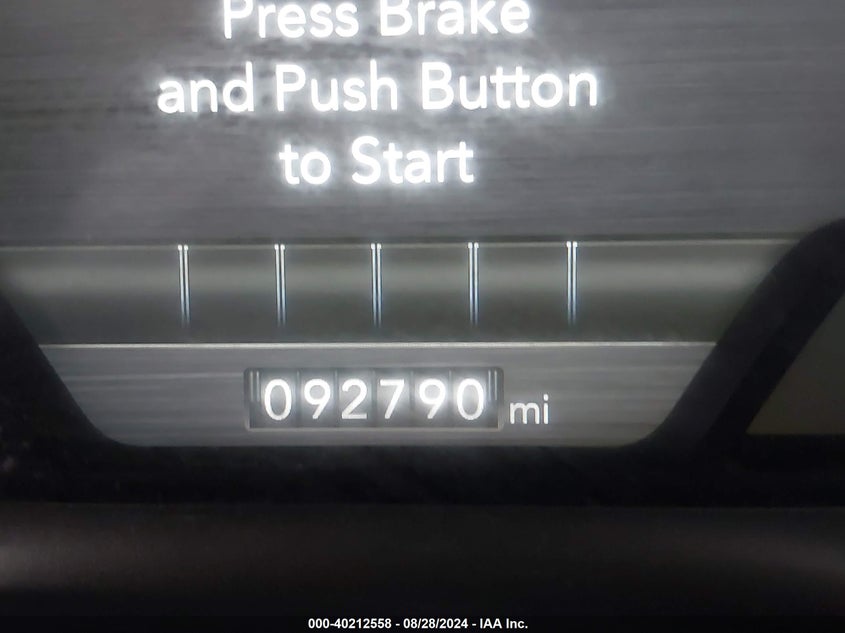 Press Brake
and Push Button
to Start
092790 mi
000-40212558 - 08/28/2024 - IAA Inc.